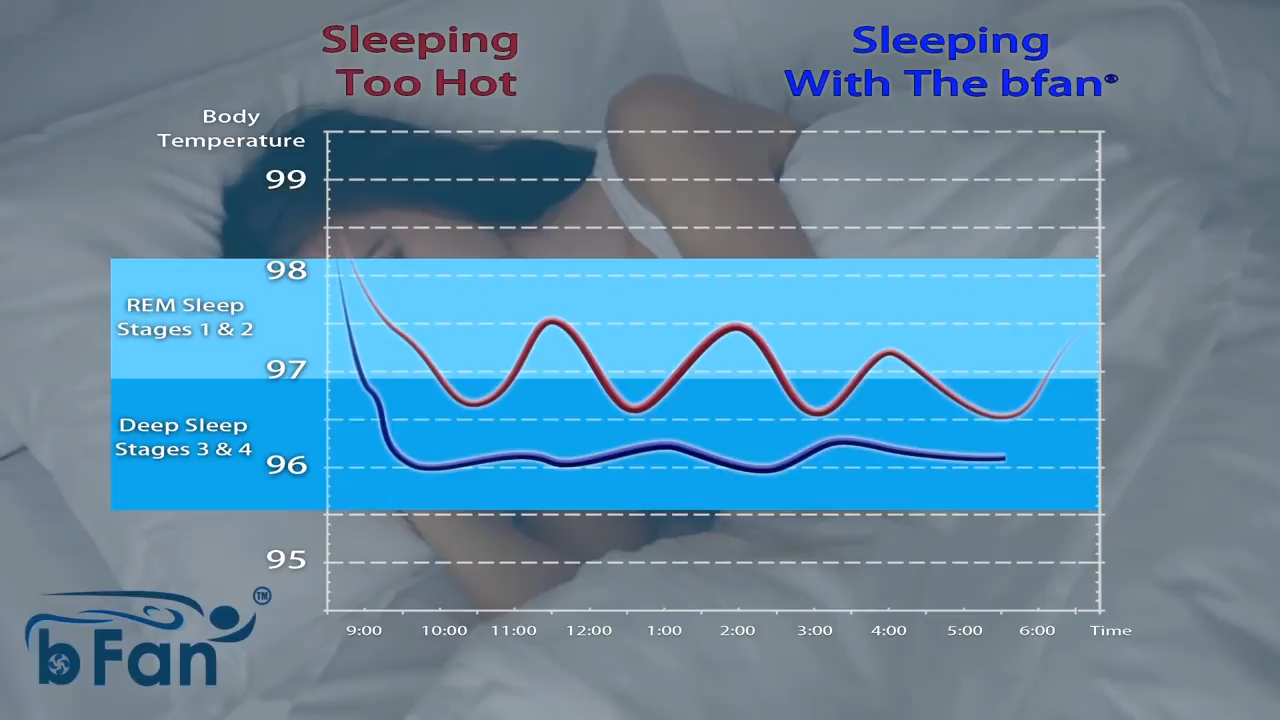 Sleeping
Too Hot
Sleeping
With The bfan®
Body
Temperature
99
98
REM Sleep
Stages 1 & 2
97
Deep Sleep
Stages 3 & 4
96
95
9:00 10:00 11:00 12:00 1:00 2:00 3:00 4:00 5:00 6:00 Time
bFan™